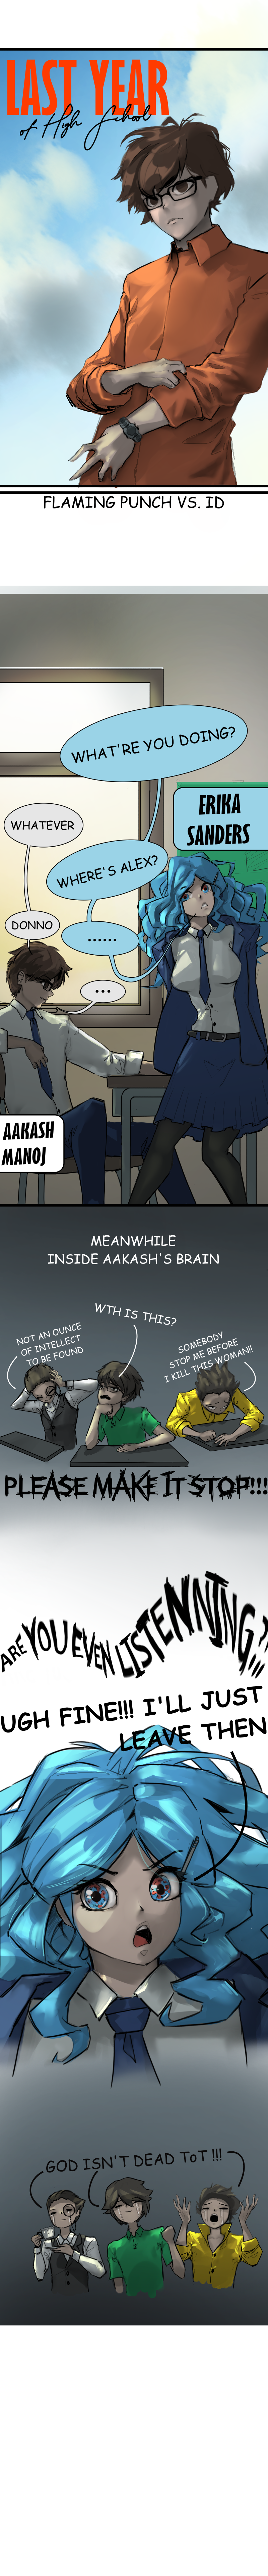 LAST YEAR
of High School
FLAMING PUNCH VS. ID
WHAT'RE YOU DOING?
ERIKA
SANDERS
WHATEVER
WHERE'S ALEX?
DONNO
......
...
AAKASH
MANOJ
MEANWHILE
INSIDE AAKASH'S BRAIN
NOT AN OUNCE
OF INTELLECT
TO BE FOUND
WTH IS THIS?
SOMEBODY
STOP ME BEFORE
I KILL THIS WOMAN!!
PLEASE MAKE IT STOP!!!
ARE YOU EVEN LISTENNING?!!!
UGH FINE!!! I'LL JUST
LEAVE THEN
GOD ISN'T DEAD ToT !!!